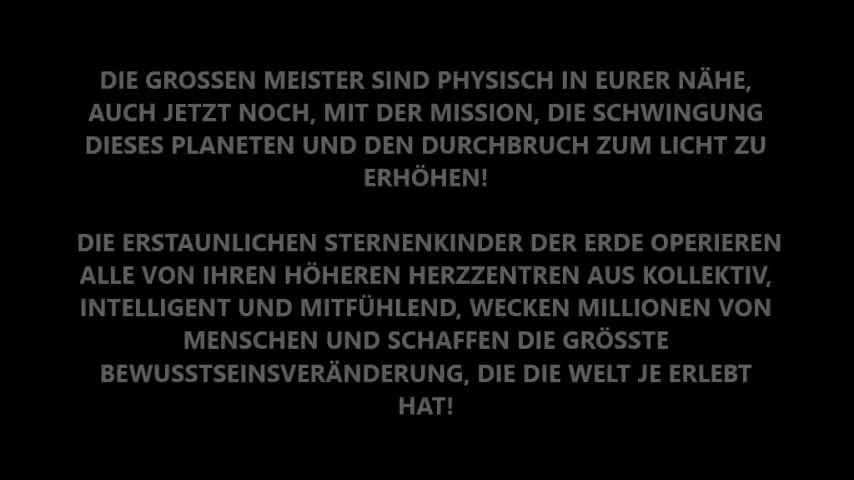 DIE GROSSEN MEISTER SIND PHYSISCH IN EURER NÄHE,
AUCH JETZT NOCH, MIT DER MISSION, DIE SCHWINGUNG
DIESES PLANETEN UND DEN DURCHBRUCH ZUM LICHT ZU
ERHÖHEN!
DIE ERSTAUNLICHEN STERNENKINDER DER ERDE OPERIEREN
ALLE VON IHREN HÖHEREN HERZZENTREN AUS KOLLEKTIV,
INTELLIGENT UND MITFÜHLEND, WECKEN MILLIONEN VON
MENSCHEN UND SCHAFFEN DIE GRÖSSTE
BEWUSSTSEINSVERÄNDERUNG, DIE DIE WELT JE ERLEBT
HAT!